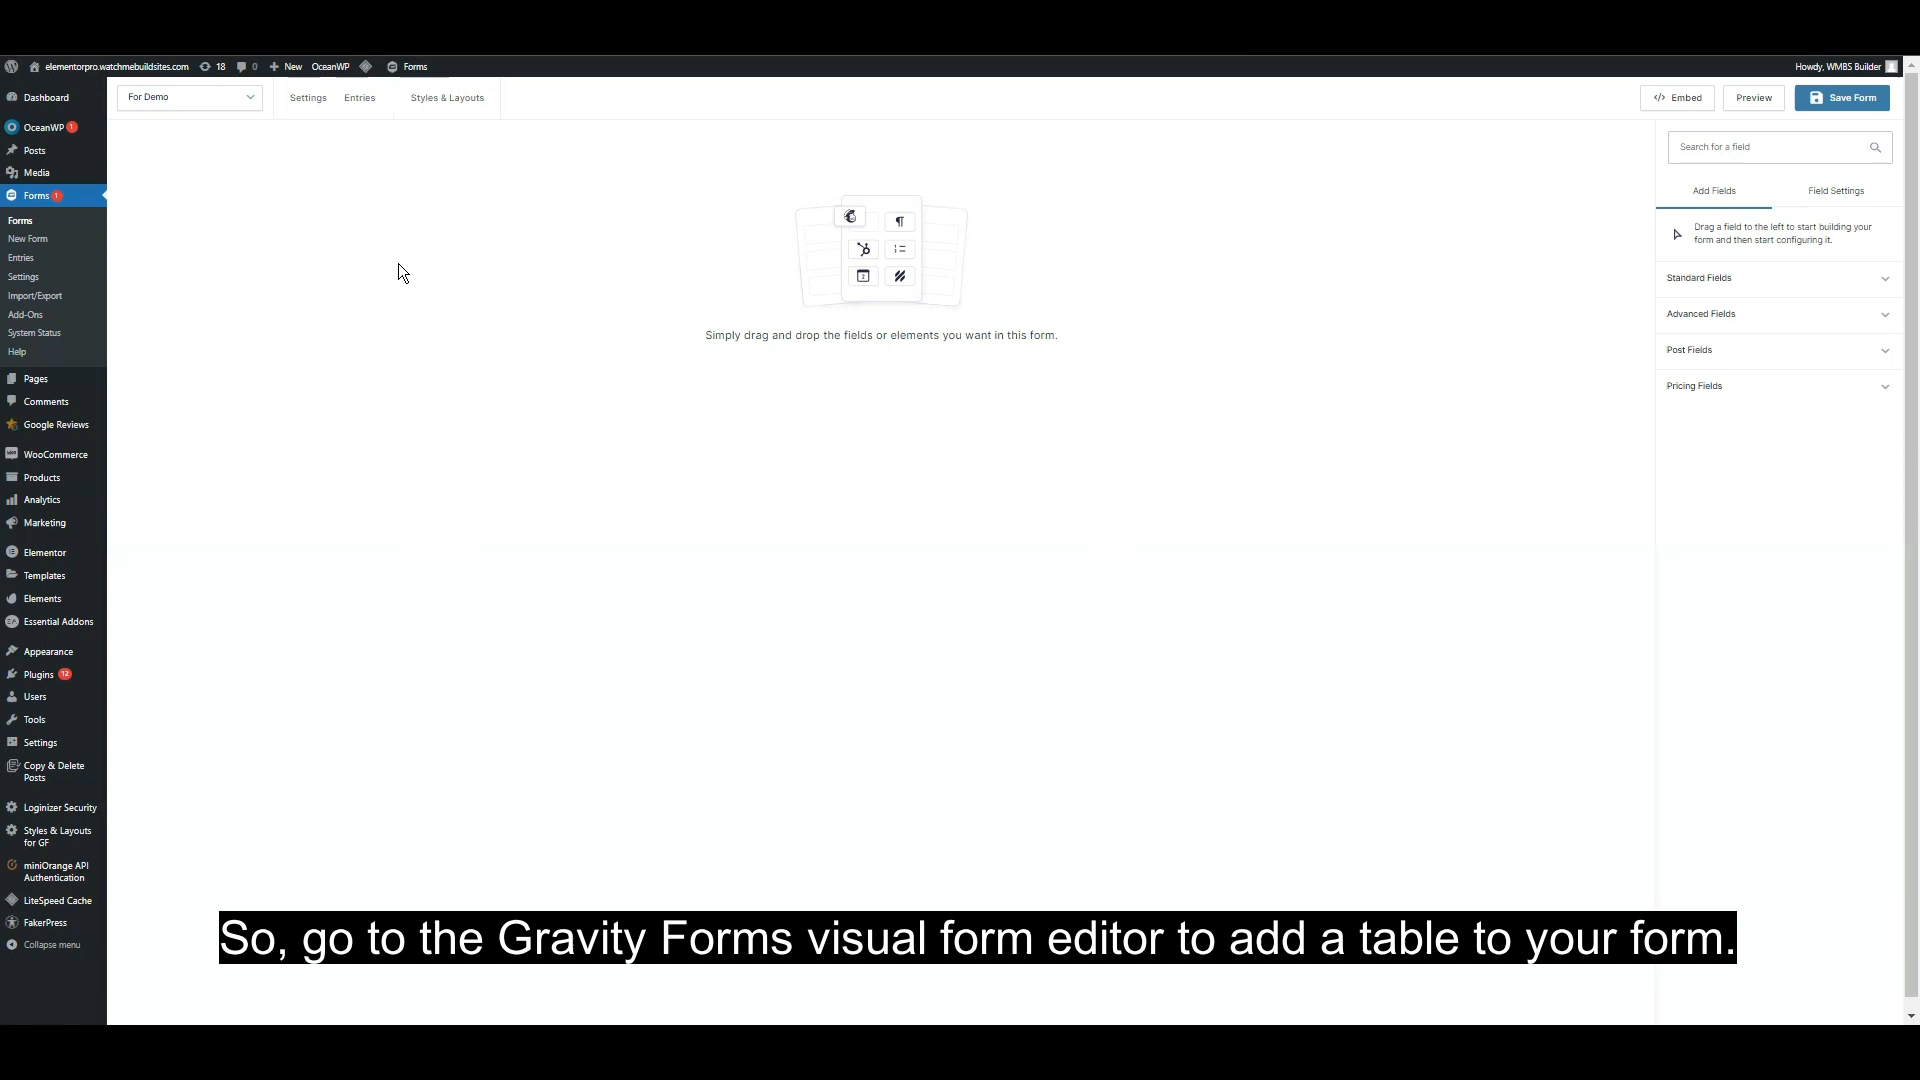 elementorpro.watchmebuildsites.com 18 0 New OceanWP Forms Howdy, WMBS Builder
For Demo Settings Entries Styles & Layouts </> Embed Preview Save Form
Dashboard
OceanWP 1
Posts
Media
Forms 1
Forms
New Form
Entries
Settings
Import/Export
Add-Ons
System Status
Help
Pages
Comments
Google Reviews
WooCommerce
Products
Analytics
Marketing
Elementor
Templates
Elements
Essential Addons
Appearance
Plugins 12
Users
Tools
Settings
Copy & Delete
Posts
Loginizer Security
Styles & Layouts
for GF
miniOrange API
Authentication
LiteSpeed Cache
FakerPress
Collapse menu
Simply drag and drop the fields or elements you want in this form.
Search for a field
Add Fields Field Settings
Drag a field to the left to start building your
form and then start configuring it.
Standard Fields
Advanced Fields
Post Fields
Pricing Fields
So, go to the Gravity Forms visual form editor to add a table to your form.